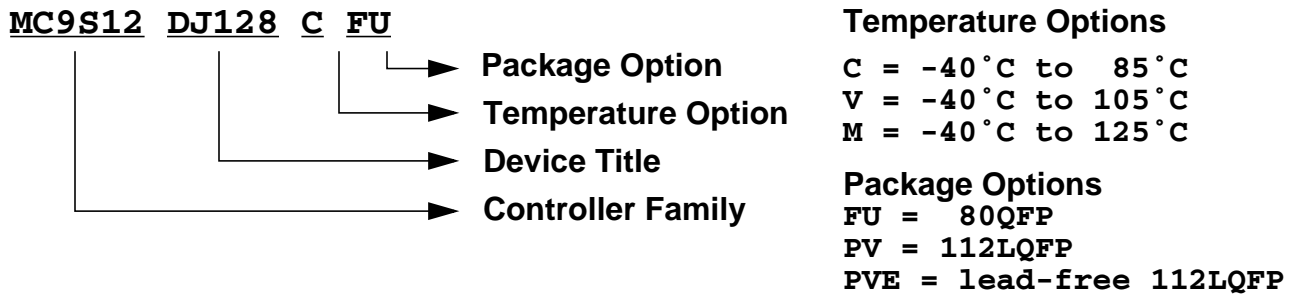 MC9S12 DJ128 C FU
Package Option
Temperature Option
Device Title
Controller Family
Temperature Options
C = -40˚C to  85˚C
V = -40˚C to 105˚C
M = -40˚C to 125˚C
Package Options
FU =  80QFP
PV = 112LQFP
PVE = lead-free 112LQFP